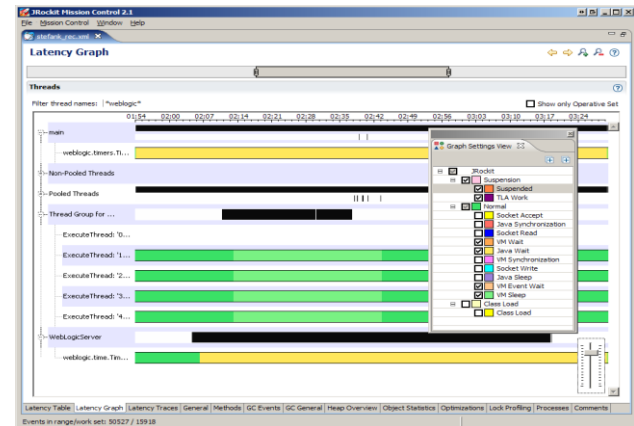 JRockit Mission Control 2.1
File Mission Control Window Help
stefank_rec.xml
Latency Graph
Threads
Filter thread names: *weblogic*
Show only Operative Set
01:54 02:00 02:07 02:14 02:21 02:28 02:35 02:42 02:49 02:56 03:03 03:10 03:17 03:24
main
weblogic.timers.Ti...
Non-Pooled Threads
Pooled Threads
Thread Group for ...
ExecuteThread: '0...
ExecuteThread: '1...
ExecuteThread: '2...
ExecuteThread: '3...
ExecuteThread: '4...
WebLogicServer
weblogic.time.Tim...
Graph Settings View
JRockit
Suspension
Suspended
TLA Work
Normal
Socket Accept
Java Synchronization
Socket Read
VM Wait
Java Wait
VM Synchronization
Socket Write
Java Sleep
VM Event Wait
VM Sleep
Class Load
Class Load
Latency Table Latency Graph Latency Traces General Methods GC Events GC General Heap Overview Object Statistics Optimizations Lock Profiling Processes Comments
Events in range/work set: 50527 / 15918